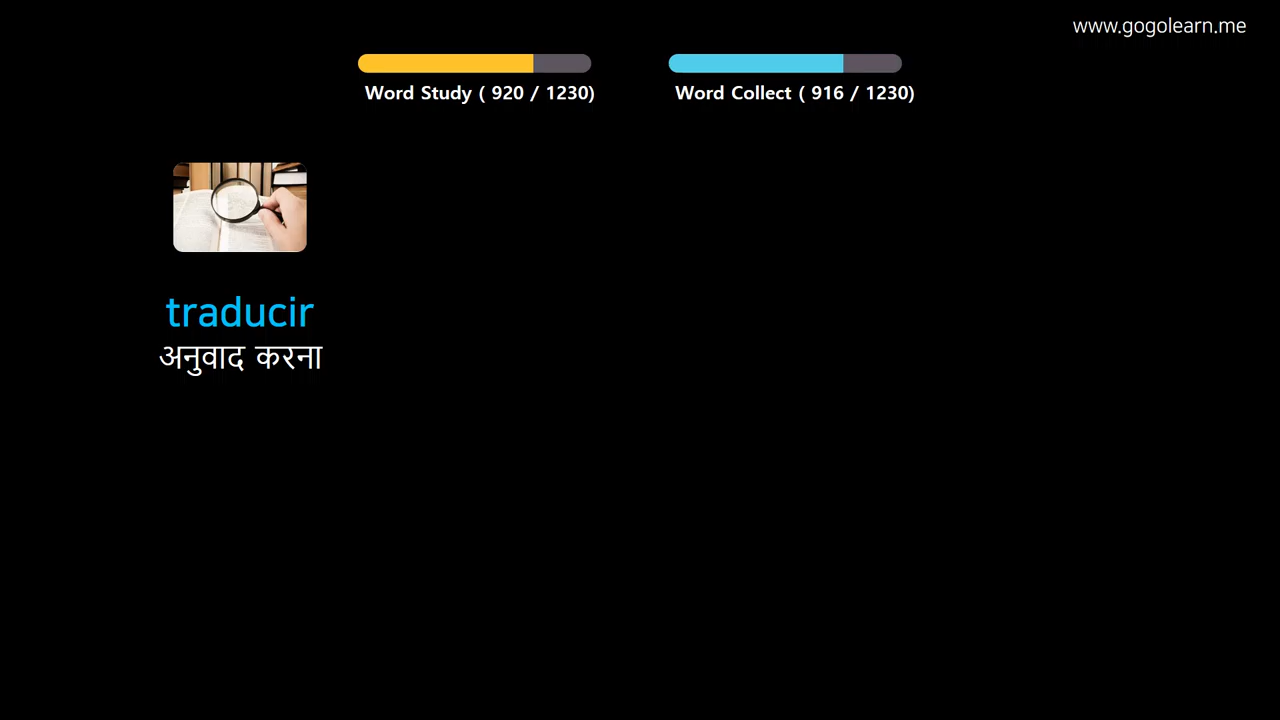 www.gogolearn.me
Word Study ( 920 / 1230)
Word Collect ( 916 / 1230)
traducir
अनुवाद करना